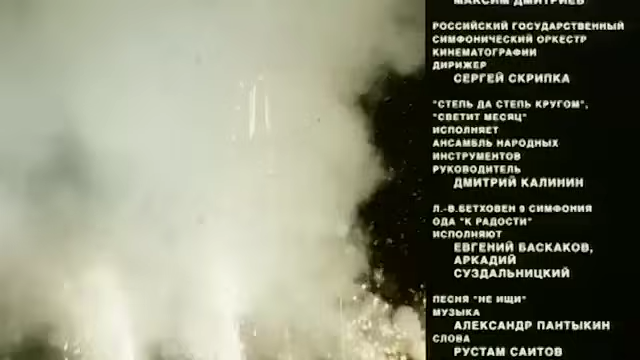 МАКСИМ ДМИТРИЕВ
РОССИЙСКИЙ ГОСУДАРСТВЕННЫЙ
СИМФОНИЧЕСКИЙ ОРКЕСТР
КИНЕМАТОГРАФИИ
ДИРИЖЕР
СЕРГЕЙ СКРИПКА
"СТЕПЬ ДА СТЕПЬ КРУГОМ",
"СВЕТИТ МЕСЯЦ"
ИСПОЛНЯЕТ
АНСАМБЛЬ НАРОДНЫХ
ИНСТРУМЕНТОВ
РУКОВОДИТЕЛЬ
ДМИТРИЙ КАЛИНИН
Л.-В.БЕТХОВЕН 9 СИМФОНИЯ
ОДА "К РАДОСТИ"
ИСПОЛНЯЮТ
ЕВГЕНИЙ БАСКАКОВ,
АРКАДИЙ
СУЗДАЛЬНИЦКИЙ
ПЕСНЯ "НЕ ИЩИ"
МУЗЫКА
АЛЕКСАНДР ПАНТЫКИН
СЛОВА
РУСТАМ САИТОВ